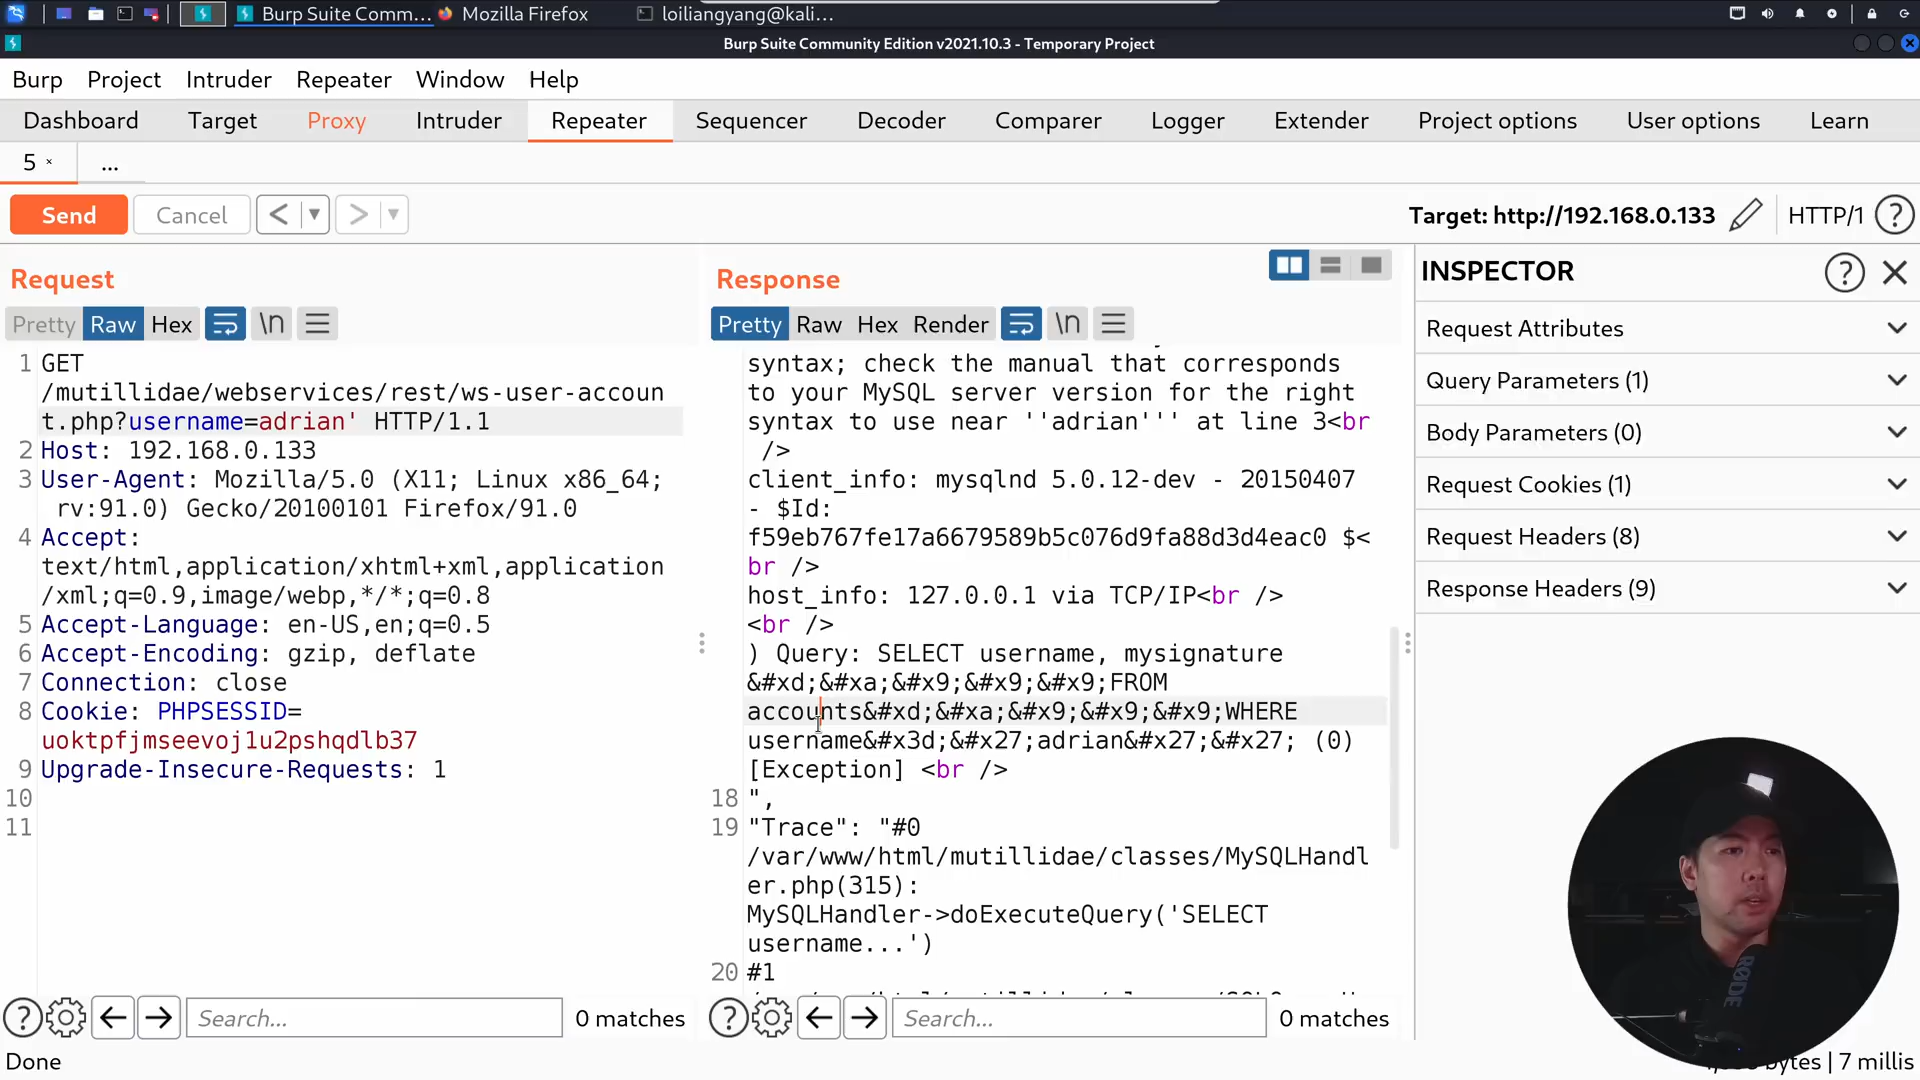 Burp Suite Comm...
Mozilla Firefox
loiliangyang@kali...
Burp Suite Community Edition v2021.10.3 - Temporary Project
Burp Project Intruder Repeater Window Help
Dashboard Target Proxy Intruder Repeater Sequencer Decoder Comparer Logger Extender Project options User options Learn
5 × ...
Send Cancel < >
Target: http://192.168.0.133 HTTP/1 ?
Request
Pretty Raw Hex \n
1 GET
/mutillidae/webservices/rest/ws-user-accoun
t.php?username=adrian' HTTP/1.1
2 Host: 192.168.0.133
3 User-Agent: Mozilla/5.0 (X11; Linux x86_64;
rv:91.0) Gecko/20100101 Firefox/91.0
4 Accept:
text/html,application/xhtml+xml,application
/xml;q=0.9,image/webp,*/*;q=0.8
5 Accept-Language: en-US,en;q=0.5
6 Accept-Encoding: gzip, deflate
7 Connection: close
8 Cookie: PHPSESSID=
uoktpfjmseevoj1u2pshqdlb37
9 Upgrade-Insecure-Requests: 1
10
11
Response
Pretty Raw Hex Render \n
syntax; check the manual that corresponds
to your MySQL server version for the right
syntax to use near ''adrian''' at line 3<br
/>
client_info: mysqlnd 5.0.12-dev - 20150407
- $Id:
f59eb767fe17a6679589b5c076d9fa88d3d4eac0 $<
br />
host_info: 127.0.0.1 via TCP/IP<br />
<br />
) Query: SELECT username, mysignature
&#xd;&#xa;&#x9;&#x9;&#x9;FROM
accounts&#xd;&#xa;&#x9;&#x9;&#x9;WHERE
username&#x3d;&#x27;adrian&#x27;&#x27; (0)
[Exception] <br />
18 ",
19 "Trace": "#0
/var/www/html/mutillidae/classes/MySQLHandl
er.php(315):
MySQLHandler->doExecuteQuery('SELECT
username...')
20 #1
INSPECTOR ?
Request Attributes
Query Parameters (1)
Body Parameters (0)
Request Cookies (1)
Request Headers (8)
Response Headers (9)
? Search... 0 matches
? Search... 0 matches
Done
bytes | 7 millis
RØDE